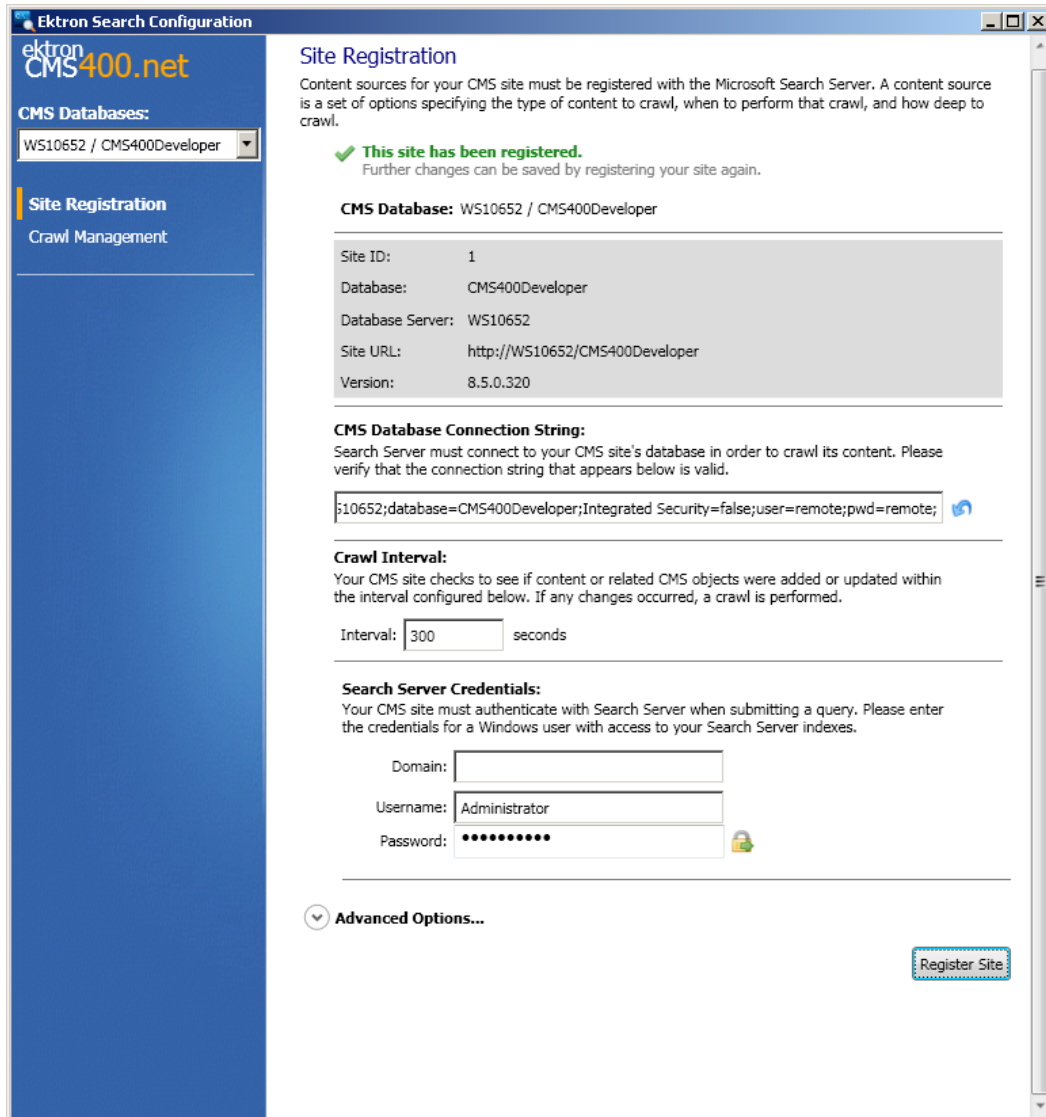 Ektron Search Configuration
ektron
CMS400.net
CMS Databases:
WS10652 / CMS400Developer
Site Registration
Crawl Management
Site Registration
Content sources for your CMS site must be registered with the Microsoft Search Server. A content source
is a set of options specifying the type of content to crawl, when to perform that crawl, and how deep to
crawl.
This site has been registered.
Further changes can be saved by registering your site again.
CMS Database: WS10652 / CMS400Developer
Site ID: 1
Database: CMS400Developer
Database Server: WS10652
Site URL: http://WS10652/CMS400Developer
Version: 8.5.0.320
CMS Database Connection String:
Search Server must connect to your CMS site's database in order to crawl its content. Please
verify that the connection string that appears below is valid.
510652;database=CMS400Developer;Integrated Security=false;user=remote;pwd=remote;
Crawl Interval:
Your CMS site checks to see if content or related CMS objects were added or updated within
the interval configured below. If any changes occurred, a crawl is performed.
Interval: 300 seconds
Search Server Credentials:
Your CMS site must authenticate with Search Server when submitting a query. Please enter
the credentials for a Windows user with access to your Search Server indexes.
Domain:
Username: Administrator
Password: ••••••••••
Advanced Options...
Register Site